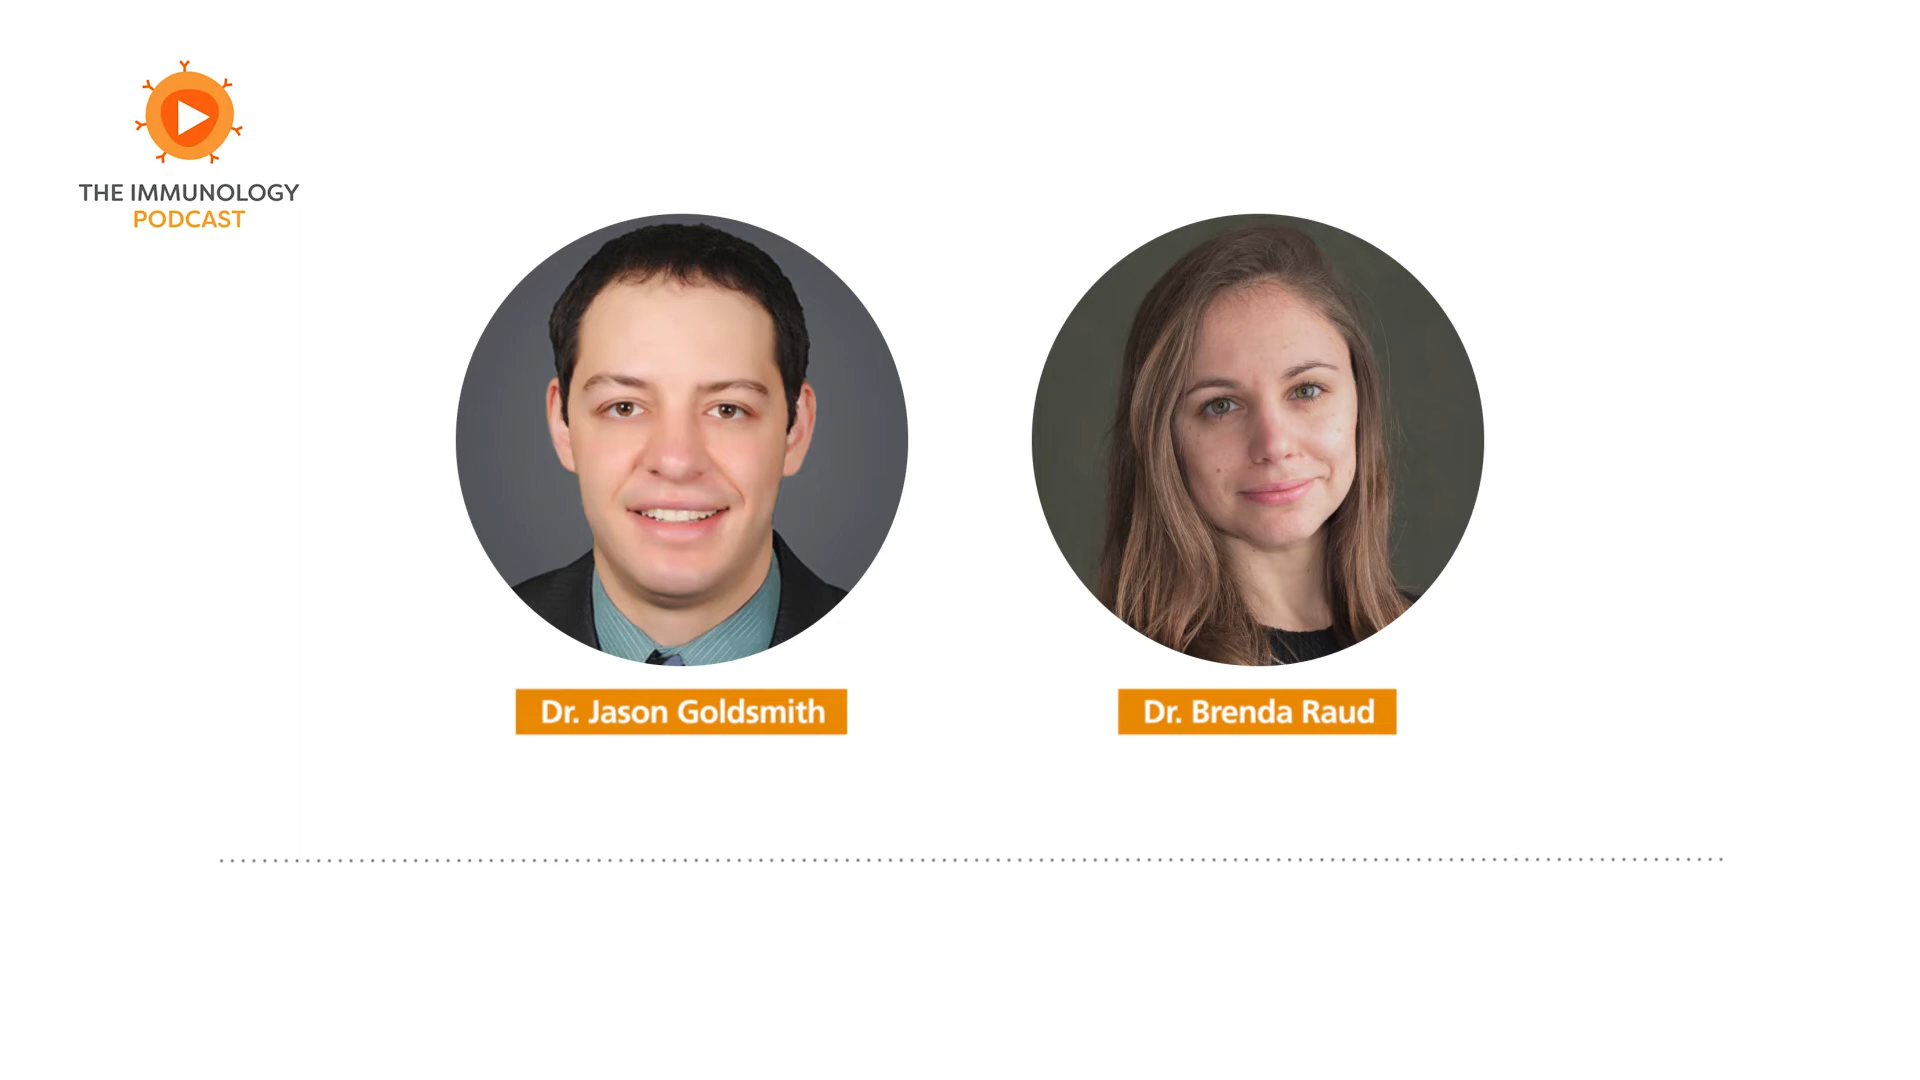 THE IMMUNOLOGY
PODCAST
Dr. Jason Goldsmith
Dr. Brenda Raud